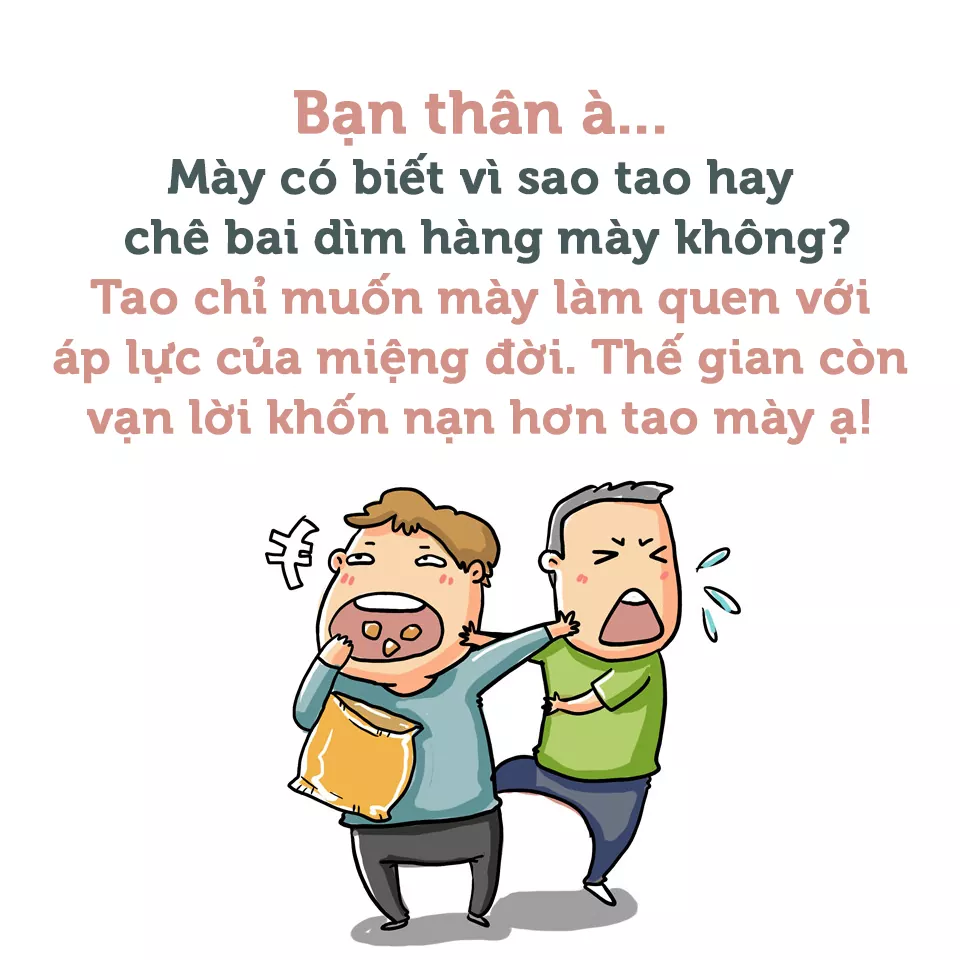 Bạn thân à...
Mày có biết vì sao tao hay
chê bai dìm hàng mày không?
Tao chỉ muốn mày làm quen với
áp lực của miệng đời. Thế gian còn
vạn lời khốn nạn hơn tao mày ạ!